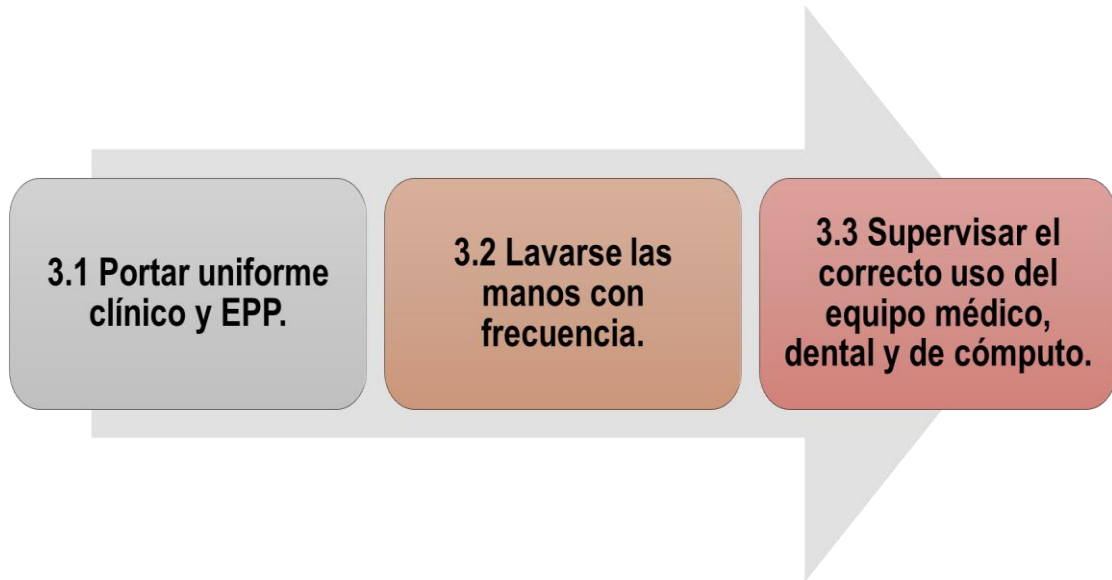 3.1 Portar uniforme
clínico y EPP.
3.2 Lavarse las
manos con
frecuencia.
3.3 Supervisar el
correcto uso del
equipo médico,
dental y de cómputo.